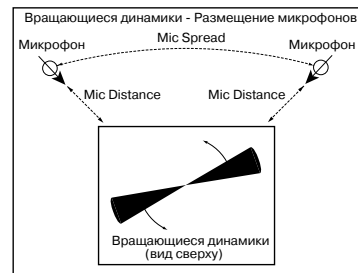 Вращающиеся динамики - Размещение микрофонов
Микрофон Mic Spread Микрофон
Mic Distance Mic Distance
Вращающиеся динамики
(вид сверху)